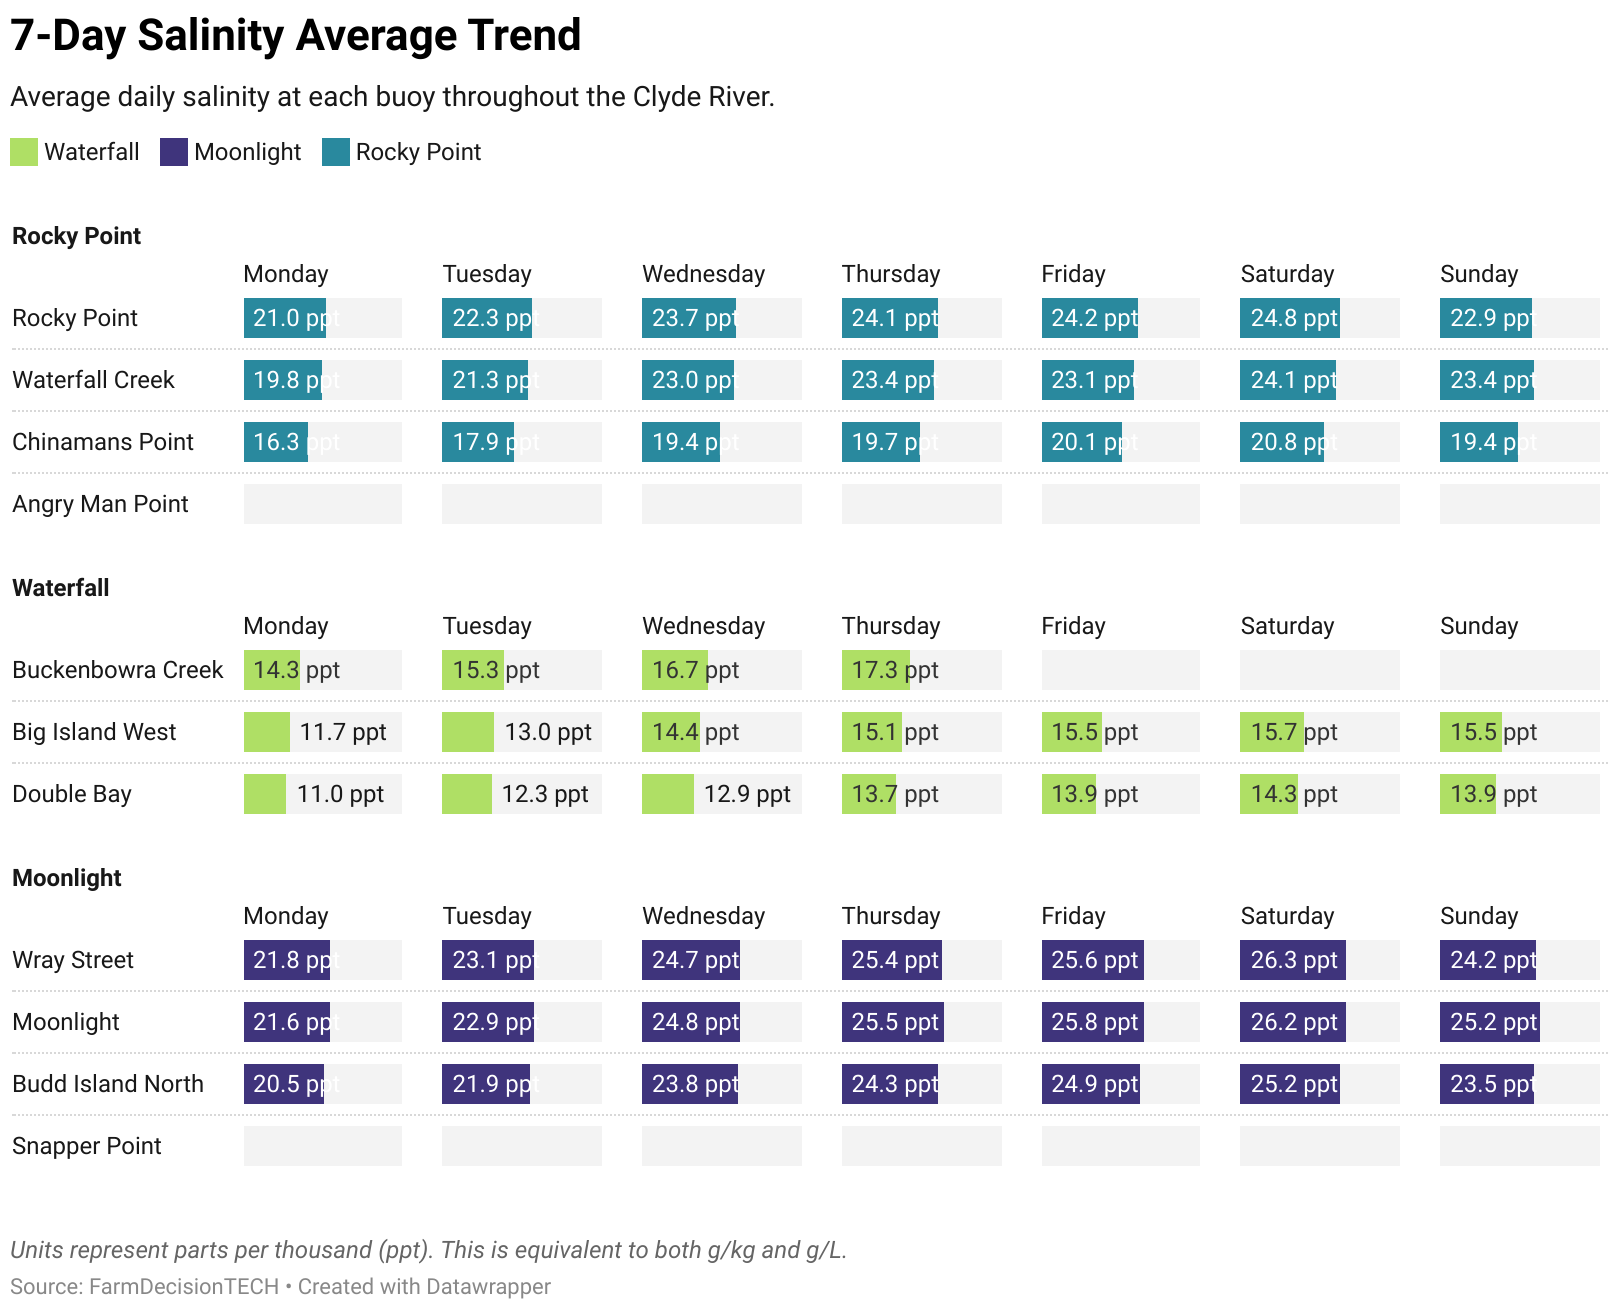 7-Day Salinity Average Trend
Average daily salinity at each buoy throughout the Clyde River.
Waterfall Moonlight Rocky Point
Rocky Point
Monday Tuesday Wednesday Thursday Friday Saturday Sunday
Rocky Point 21.0 ppt 22.3 ppt 23.7 ppt 24.1 ppt 24.2 ppt 24.8 ppt 22.9 ppt
Waterfall Creek 19.8 ppt 21.3 ppt 23.0 ppt 23.4 ppt 23.1 ppt 24.1 ppt 23.4 ppt
Chinamans Point 16.3 ppt 17.9 ppt 19.4 ppt 19.7 ppt 20.1 ppt 20.8 ppt 19.4 ppt
Angry Man Point
Waterfall
Monday Tuesday Wednesday Thursday Friday Saturday Sunday
Buckenbowra Creek 14.3 ppt 15.3 ppt 16.7 ppt 17.3 ppt
Big Island West 11.7 ppt 13.0 ppt 14.4 ppt 15.1 ppt 15.5 ppt 15.7 ppt 15.5 ppt
Double Bay 11.0 ppt 12.3 ppt 12.9 ppt 13.7 ppt 13.9 ppt 14.3 ppt 13.9 ppt
Moonlight
Monday Tuesday Wednesday Thursday Friday Saturday Sunday
Wray Street 21.8 ppt 23.1 ppt 24.7 ppt 25.4 ppt 25.6 ppt 26.3 ppt 24.2 ppt
Moonlight 21.6 ppt 22.9 ppt 24.8 ppt 25.5 ppt 25.8 ppt 26.2 ppt 25.2 ppt
Budd Island North 20.5 ppt 21.9 ppt 23.8 ppt 24.3 ppt 24.9 ppt 25.2 ppt 23.5 ppt
Snapper Point
Units represent parts per thousand (ppt). This is equivalent to both g/kg and g/L.
Source: FarmDecisionTECH • Created with Datawrapper